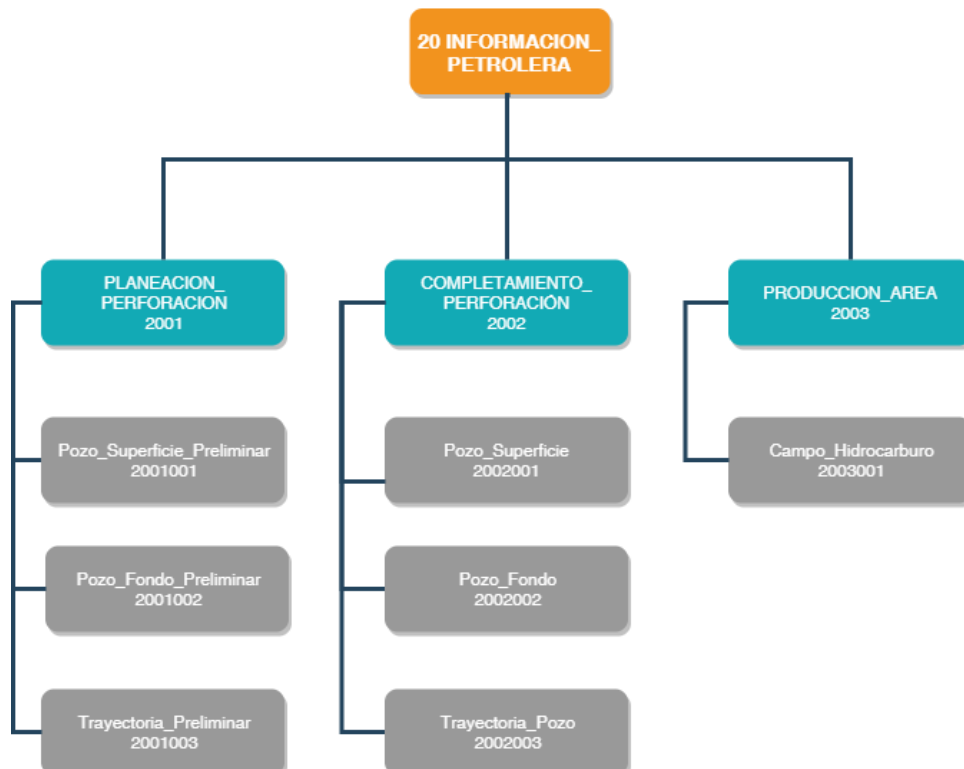 20 INFORMACION_
PETROLERA
PLANEACION_
PERFORACION
2001
COMPLETAMIENTO_
PERFORACIÓN
2002
PRODUCCION_AREA
2003
Pozo_Superficie_Preliminar
2001001
Pozo_Superficie
2002001
Campo_Hidrocarburo
2003001
Pozo_Fondo_Preliminar
2001002
Pozo_Fondo
2002002
Trayectoria_Preliminar
2001003
Trayectoria_Pozo
2002003